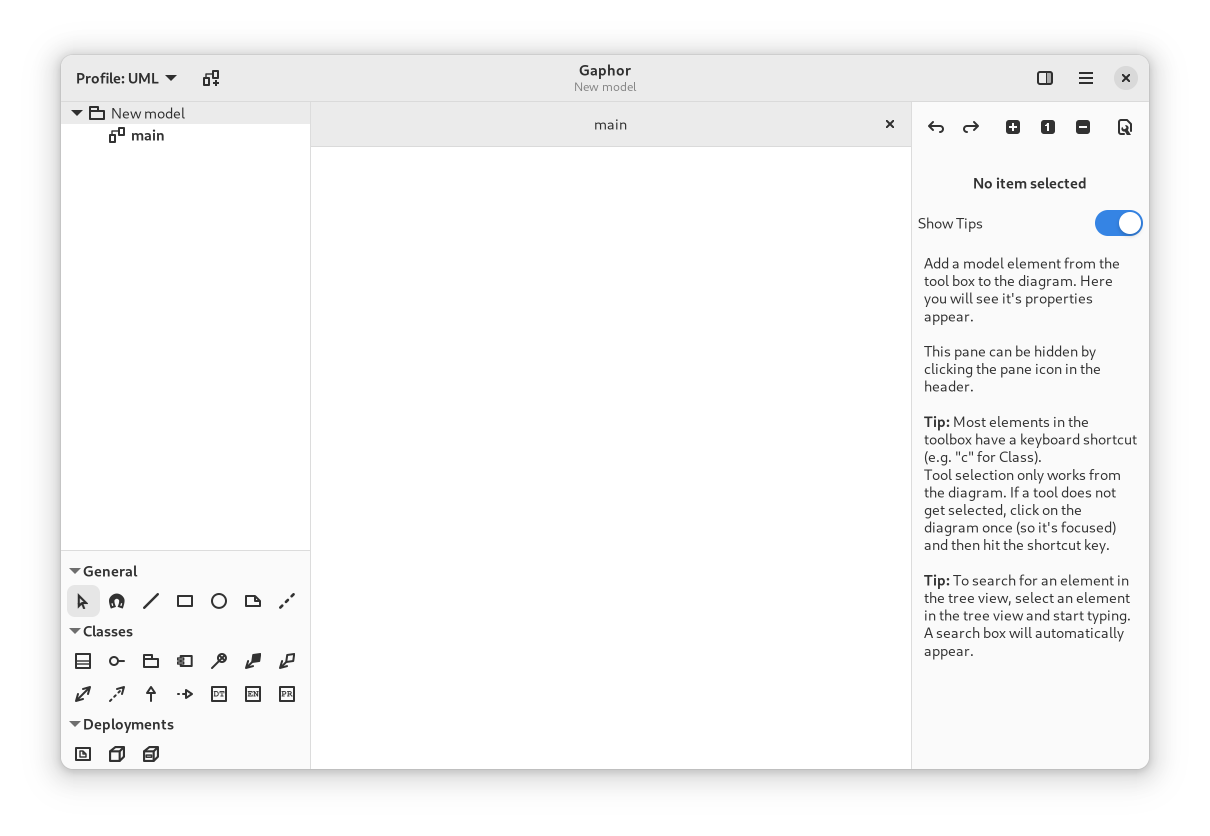 Profile: UML
Gaphor
New model
New model
main
main
No item selected
Show Tips
Add a model element from the
tool box to the diagram. Here
you will see it's properties
appear.
This pane can be hidden by
clicking the pane icon in the
header.
Tip: Most elements in the
toolbox have a keyboard shortcut
(e.g. "c" for Class).
Tool selection only works from
the diagram. If a tool does not
get selected, click on the
diagram once (so it's focused)
and then hit the shortcut key.
Tip: To search for an element in
the tree view, select an element
in the tree view and start typing.
A search box will automatically
appear.
General
Classes
DT EN PR
Deployments
1